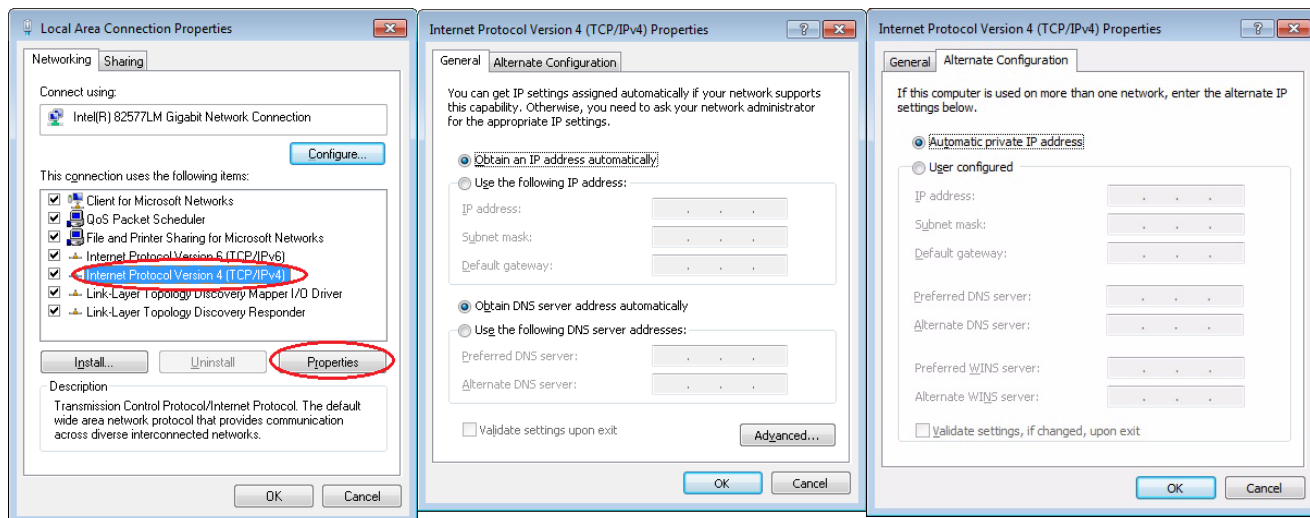 Local Area Connection Properties
Networking
Sharing
Connect using:
Intel(R) 82577LM Gigabit Network Connection
Configure...
This connection uses the following items:
Client for Microsoft Networks
QoS Packet Scheduler
File and Printer Sharing for Microsoft Networks
Internet Protocol Version 6 (TCP/IPv6)
Internet Protocol Version 4 (TCP/IPv4)
Link-Layer Topology Discovery Mapper I/O Driver
Link-Layer Topology Discovery Responder
Install...
Uninstall
Properties
Description
Transmission Control Protocol/Internet Protocol. The default
wide area network protocol that provides communication
across diverse interconnected networks.
OK
Cancel
Internet Protocol Version 4 (TCP/IPv4) Properties
General
Alternate Configuration
You can get IP settings assigned automatically if your network supports
this capability. Otherwise, you need to ask your network administrator
for the appropriate IP settings.
Obtain an IP address automatically
Use the following IP address:
IP address:
Subnet mask:
Default gateway:
Obtain DNS server address automatically
Use the following DNS server addresses:
Preferred DNS server:
Alternate DNS server:
Validate settings upon exit
Advanced...
OK
Cancel
Internet Protocol Version 4 (TCP/IPv4) Properties
General
Alternate Configuration
If this computer is used on more than one network, enter the alternate IP
settings below.
Automatic private IP address
User configured
IP address:
Subnet mask:
Default gateway:
Preferred DNS server:
Alternate DNS server:
Preferred WINS server:
Alternate WINS server:
Validate settings, if changed, upon exit
OK
Cancel